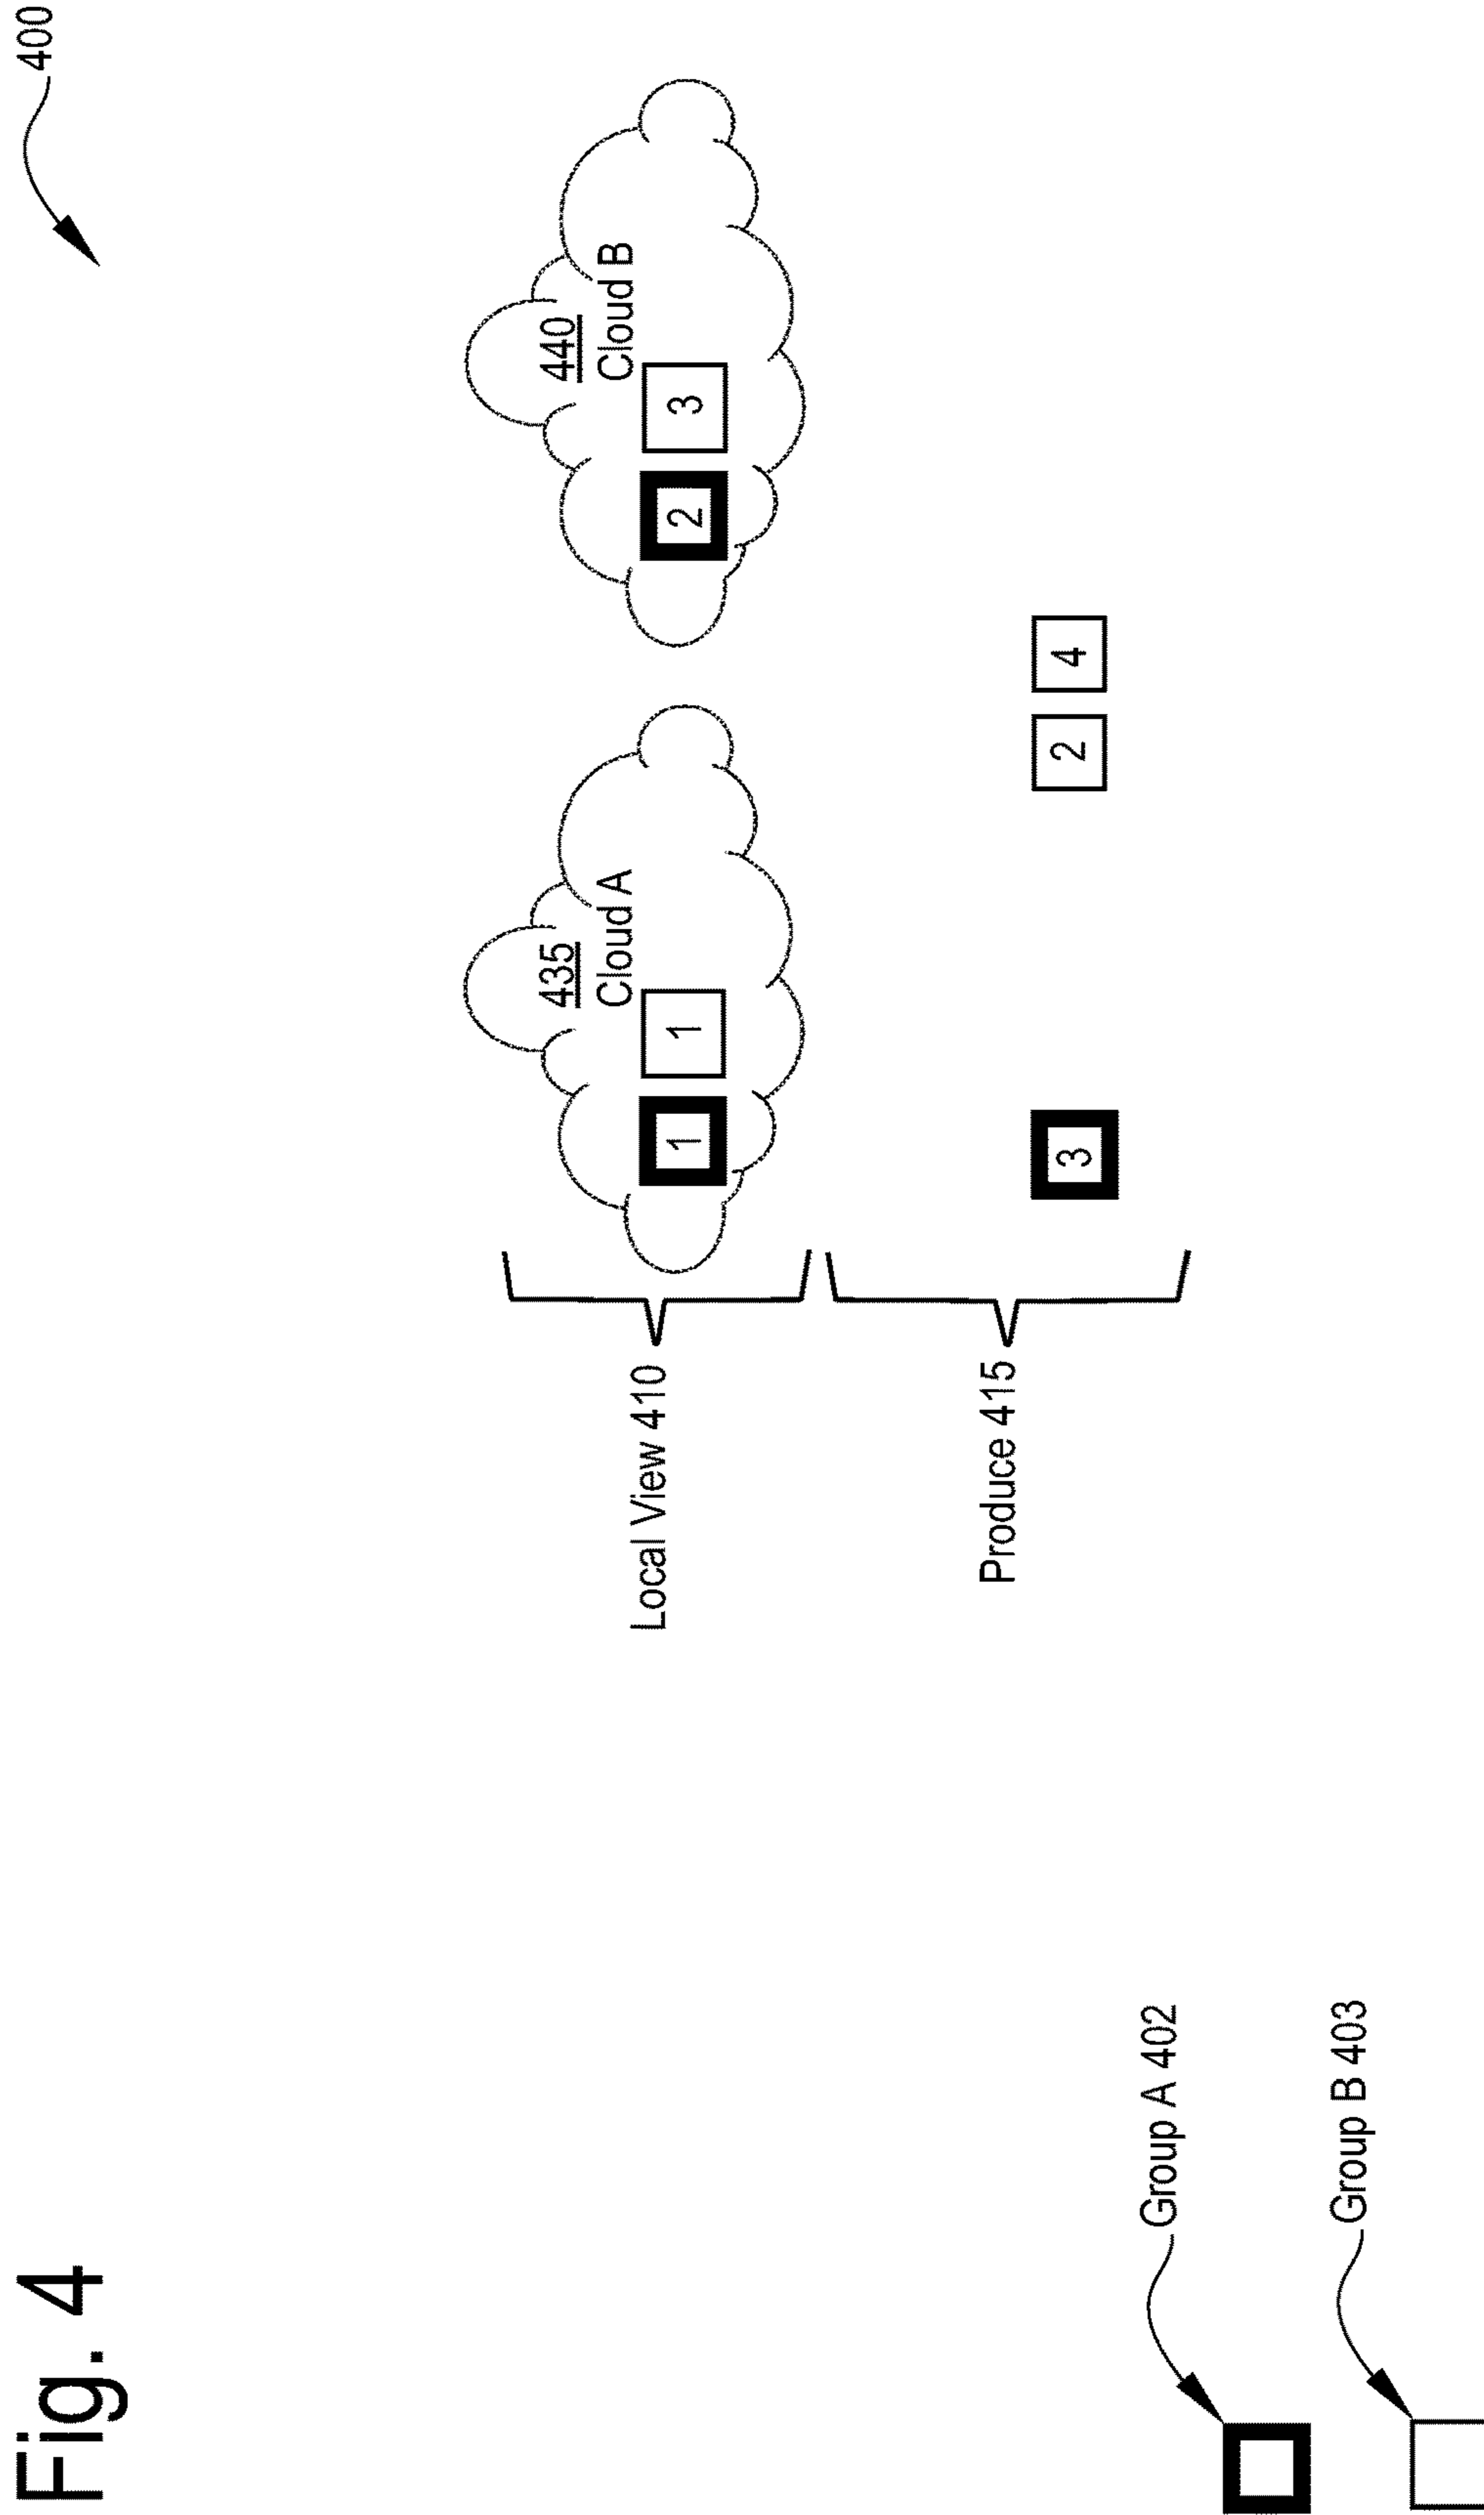 400
440
Cloud B
2
3
435
Cloud A
1
1
Local View 410
3
2
4
Produce 415
Group A 402
Group B 403
Fig. 4